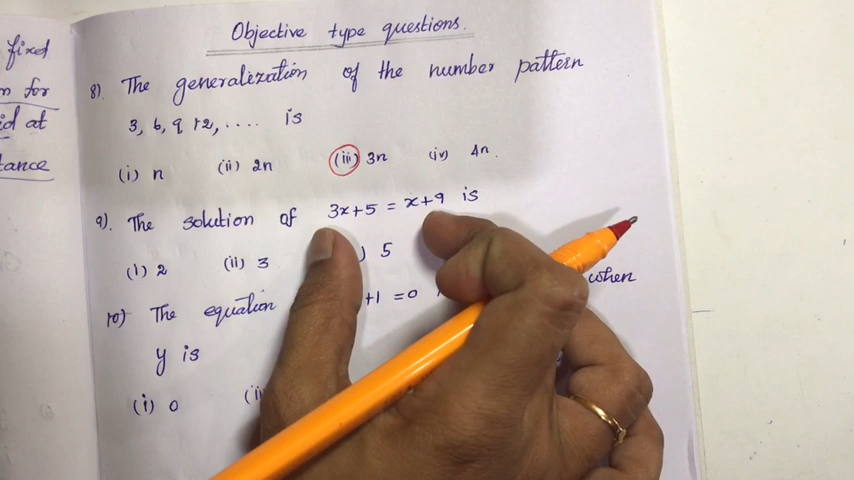 fixed
n for
id at
tance
Objective type questions.
8). The generalization of the number pattern
3, 6, 9 12, .... is
(i) n (ii) 2n (iii) 3n (iv) 4n.
9). The solution of 3x+5 = x+9 is
(i) 2 (ii) 3 ) 5
10) The equation +1 =0 when
y is
(i) 0 (ii